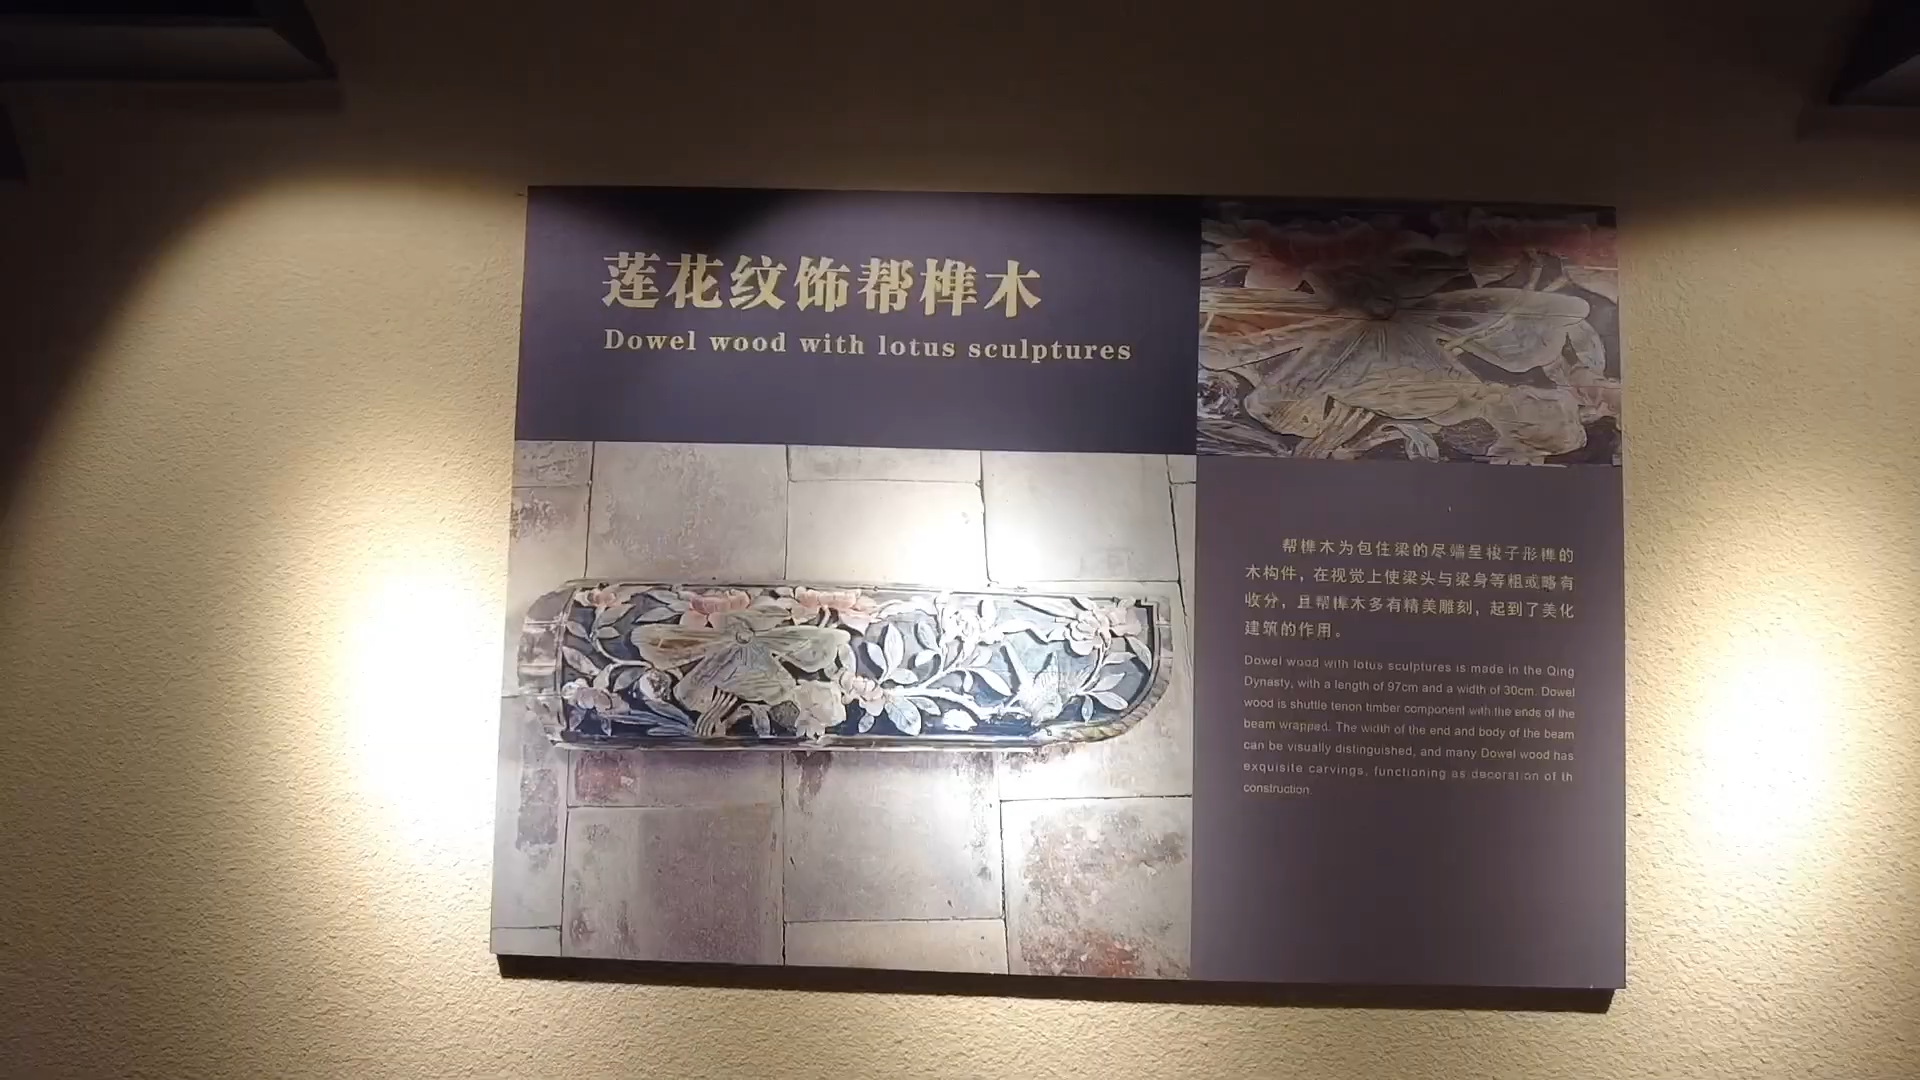 莲花纹饰帮榫木
Dowel wood with lotus sculptures
帮榫木为包住梁的尽端呈梭子形榫的
木构件，在视觉上使梁头与梁身等粗或略有
收分，且帮榫木多有精美雕刻，起到了美化
建筑的作用。
Dowel wood with lotus sculptures is made in the Qing
Dynasty, with a length of 97cm and a width of 30cm. Dowel
wood is shuttle tenon timber component with the ends of the
beam wrapped. The width of the end and body of the beam
can be visually distinguished, and many Dowel wood has
exquisite carvings, functioning as decoration of th
construction.